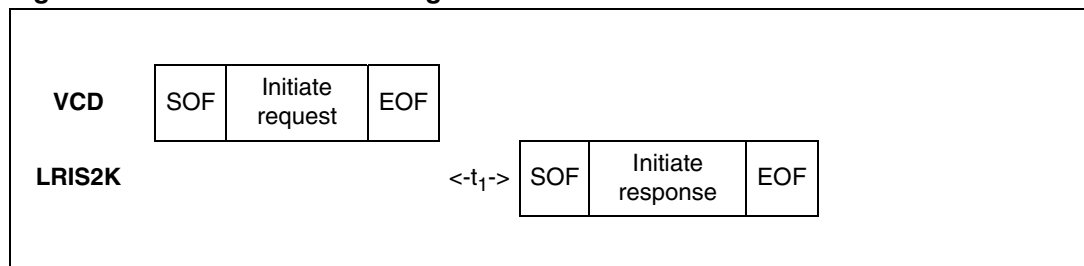 VCD SOF Initiate request EOF
LRIS2K <-t₁-> SOF Initiate response EOF